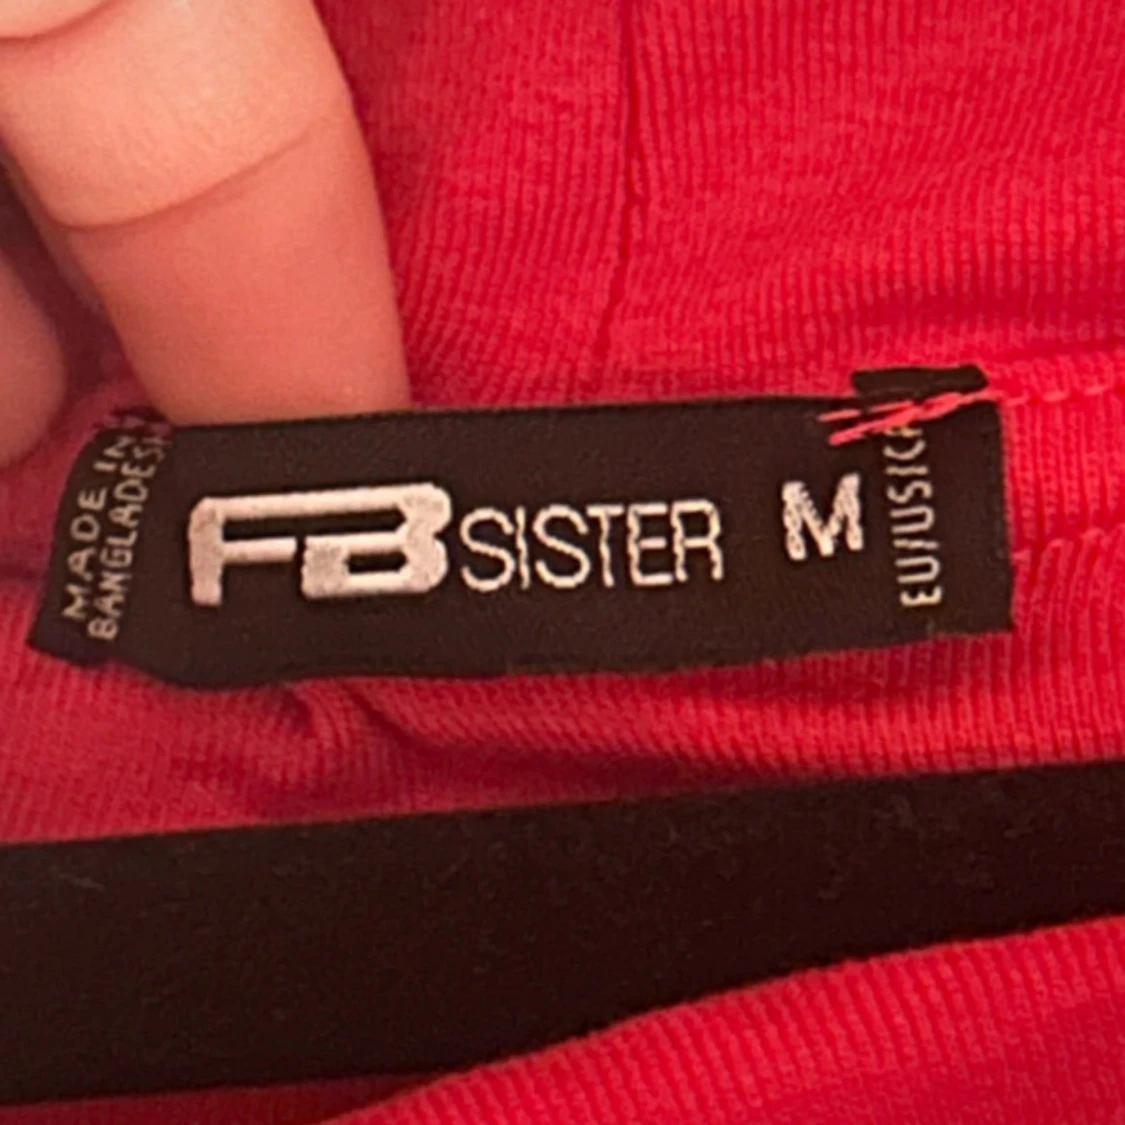 MADE IN
BANGLADESH
FB SISTER
M
EU/US/CA